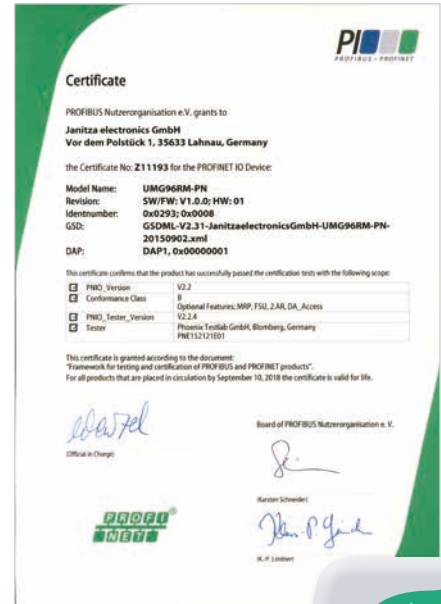 PI
PROFIBUS • PROFINET
Certificate
PROFIBUS Nutzerorganisation e.V. grants to
Janitza electronics GmbH
Vor dem Polstück 1, 35633 Lahnau, Germany
the Certificate No: Z11193 for the PROFINET IO Device:
Model Name: UMG96RM-PN
Revision: SW/FW: V1.0.0; HW: 01
Identnumber: 0x0293; 0x0008
GSD: GSDML-V2.31-JanitzaelectronicsGmbH-UMG96RM-PN-
20150902.xml
DAP: DAP1, 0x00000001
This certificate confirms that the product has successfully passed the certification tests with the following scope:
PNIO_Version V2.2
Conformance Class B
Optional Features: MRP, FSU, 2.AR, DA_Access
PNIO_Tester_Version V2.2.4
Tester Phoenix Testlab GmbH, Blomberg, Germany
PNE152121E01
This certificate is granted according to the document:
"Framework for testing and certification of PROFIBUS and PROFINET products".
For all products that are placed in circulation by September 10, 2018 the certificate is valid for life.
Board of PROFIBUS Nutzerorganisation e. V.
(Official in Charge)
(Karsten Schneider)
PROFI
NET
®
(K.-P. Lindner)